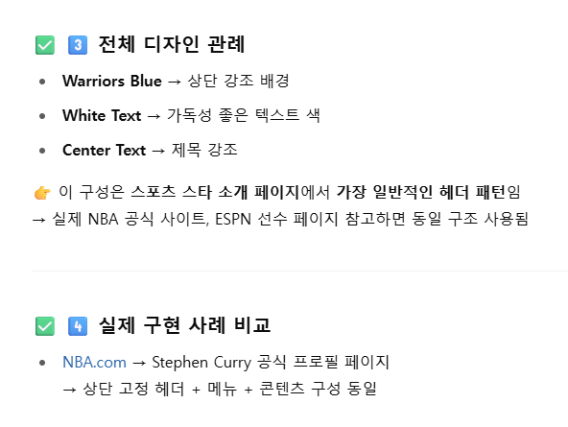 ✅ 3️⃣ 전체 디자인 관례
• Warriors Blue → 상단 강조 배경
• White Text → 가독성 좋은 텍스트 색
• Center Text → 제목 강조
👉 이 구성은 스포츠 스타 소개 페이지에서 가장 일반적인 헤더 패턴임
→ 실제 NBA 공식 사이트, ESPN 선수 페이지 참고하면 동일 구조 사용됨
✅ 4️⃣ 실제 구현 사례 비교
• NBA.com → Stephen Curry 공식 프로필 페이지
→ 상단 고정 헤더 + 메뉴 + 콘텐츠 구성 동일